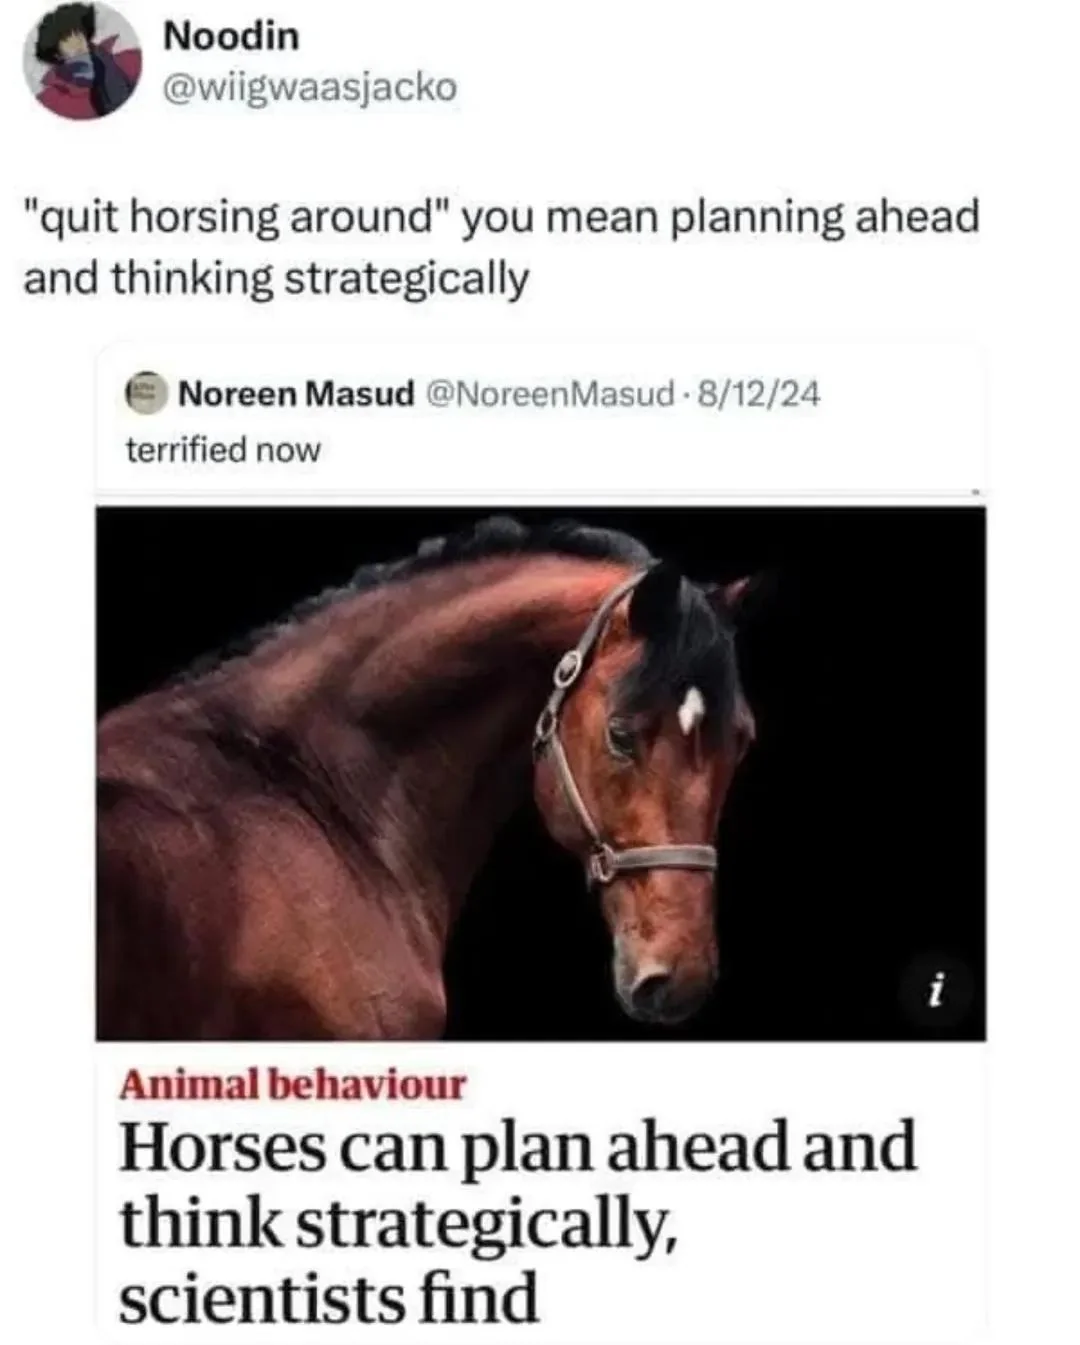 Noodin
@wiigwaasjacko
"quit horsing around" you mean planning ahead
and thinking strategically
Noreen Masud @NoreenMasud · 8/12/24
terrified now
i
Animal behaviour
Horses can plan ahead and
think strategically,
scientists find